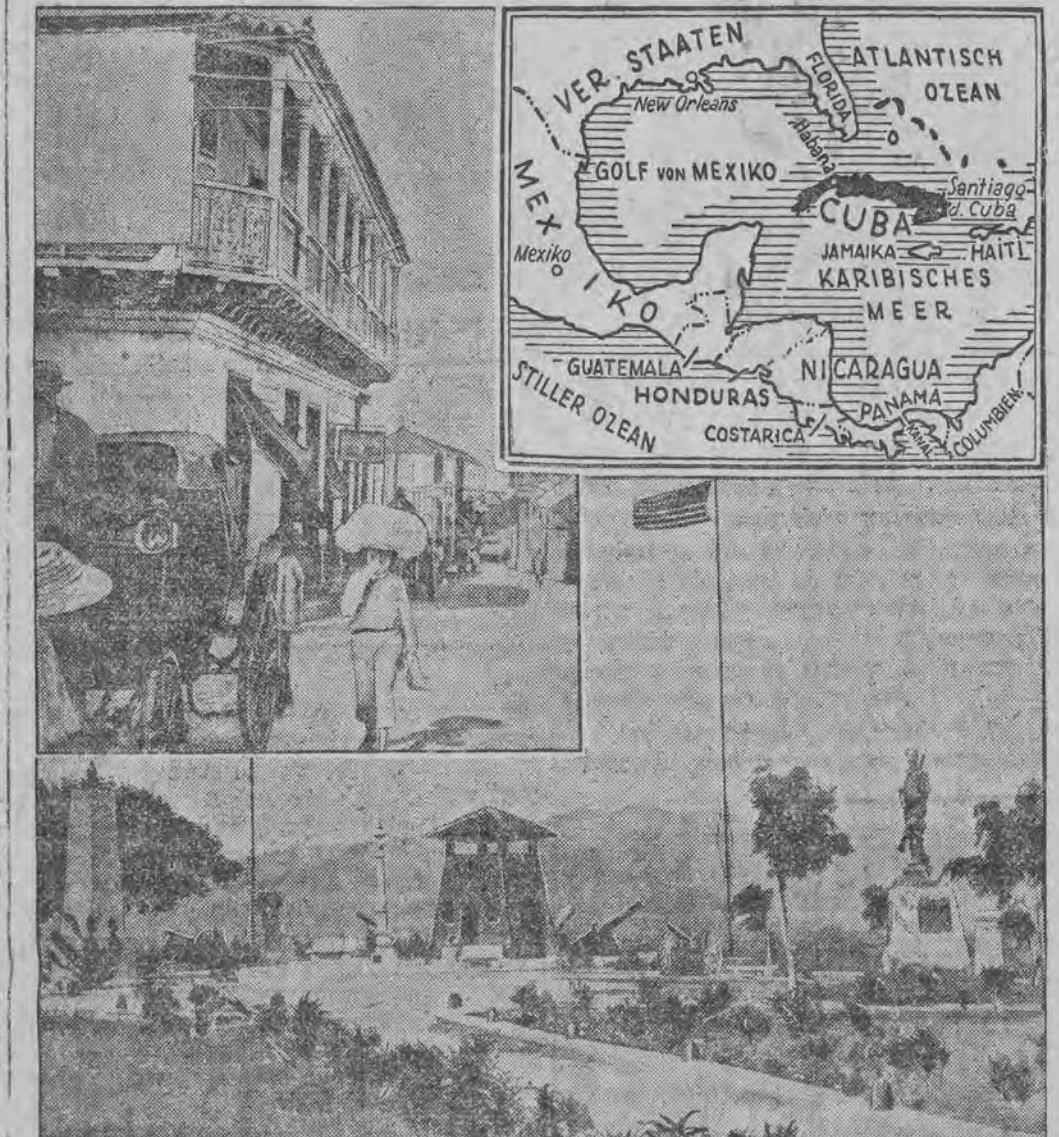 VER. STAATEN
FLORIDA
ATLANTISCH
OZEAN
New Orleans
Habana
MEXIKO
GOLF VON MEXIKO
Santiago
d. Cuba
CUBA
Mexiko
JAMAIKA
HAITI
KARIBISCHES
MEER
GUATEMALA
NICARAGUA
STILLER OZEAN
HONDURAS
PANAMA
COSTARICA
KANAL
COLUMBIEN